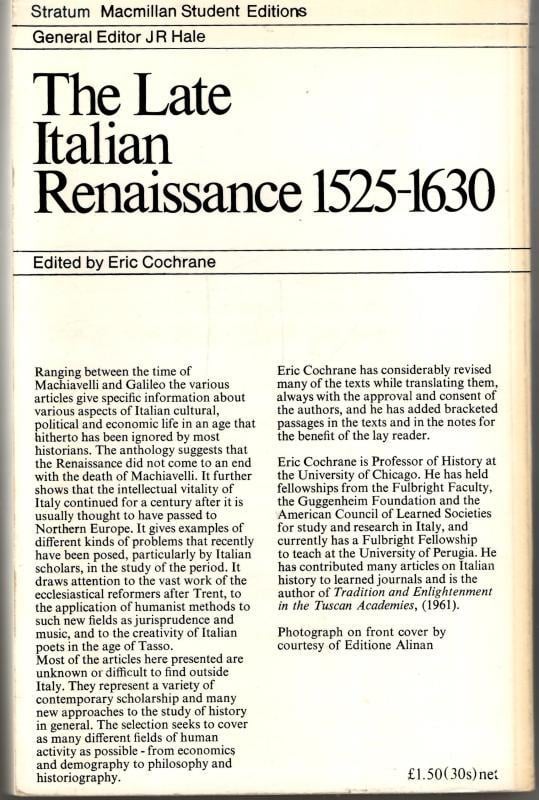 Stratum Macmillan Student Editions
General Editor J R Hale
The Late
Italian
Renaissance 1525-1630
Edited by Eric Cochrane
Ranging between the time of
Machiavelli and Galileo the various
articles give specific information about
various aspects of Italian cultural,
political and economic life in an age that
hitherto has been ignored by most
historians. The anthology suggests that
the Renaissance did not come to an end
with the death of Machiavelli. It further
shows that the intellectual vitality of
Italy continued for a century after it is
usually thought to have passed to
Northern Europe. It gives examples of
different kinds of problems that recently
have been posed, particularly by Italian
scholars, in the study of the period. It
draws attention to the vast work of the
ecclesiastical reformers after Trent, to
the application of humanist methods to
such new fields as jurisprudence and
music, and to the creativity of Italian
poets in the age of Tasso.
Most of the articles here presented are
unknown or difficult to find outside
Italy. They represent a variety of
contemporary scholarship and many
new approaches to the study of history
in general. The selection seeks to cover
as many different fields of human
activity as possible - from economics
and demography to philosophy and
historiography.
Eric Cochrane has considerably revised
many of the texts while translating them,
always with the approval and consent of
the authors, and he has added bracketed
passages in the texts and in the notes for
the benefit of the lay reader.
Eric Cochrane is Professor of History at
the University of Chicago. He has held
fellowships from the Fulbright Faculty,
the Guggenheim Foundation and the
American Council of Learned Societies
for study and research in Italy, and
currently has a Fulbright Fellowship
to teach at the University of Perugia. He
has contributed many articles on Italian
history to learned journals and is the
author of Tradition and Enlightenment
in the Tuscan Academies, (1961).
Photograph on front cover by
courtesy of Editione Alinan
£1.50(30s) net